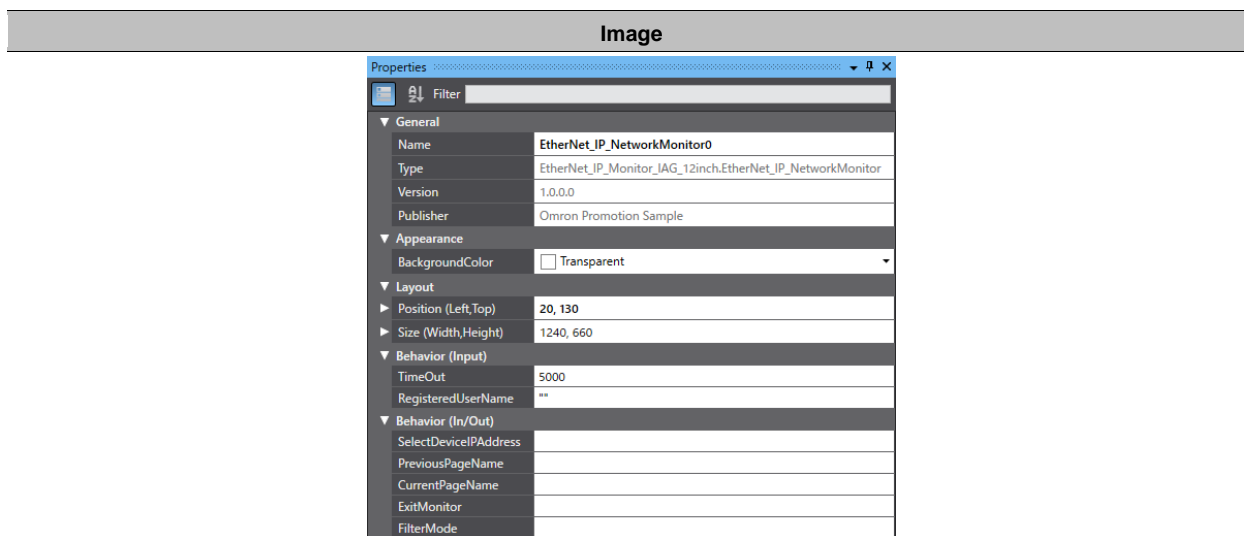 Image
Properties
Filter
General
Name EtherNet_IP_NetworkMonitor0
Type EtherNet_IP_Monitor_IAG_12inch.EtherNet_IP_NetworkMonitor
Version 1.0.0.0
Publisher Omron Promotion Sample
Appearance
BackgroundColor Transparent
Layout
Position (Left,Top) 20, 130
Size (Width,Height) 1240, 660
Behavior (Input)
TimeOut 5000
RegisteredUserName ""
Behavior (In/Out)
SelectDeviceIPAddress
PreviousPageName
CurrentPageName
ExitMonitor
FilterMode